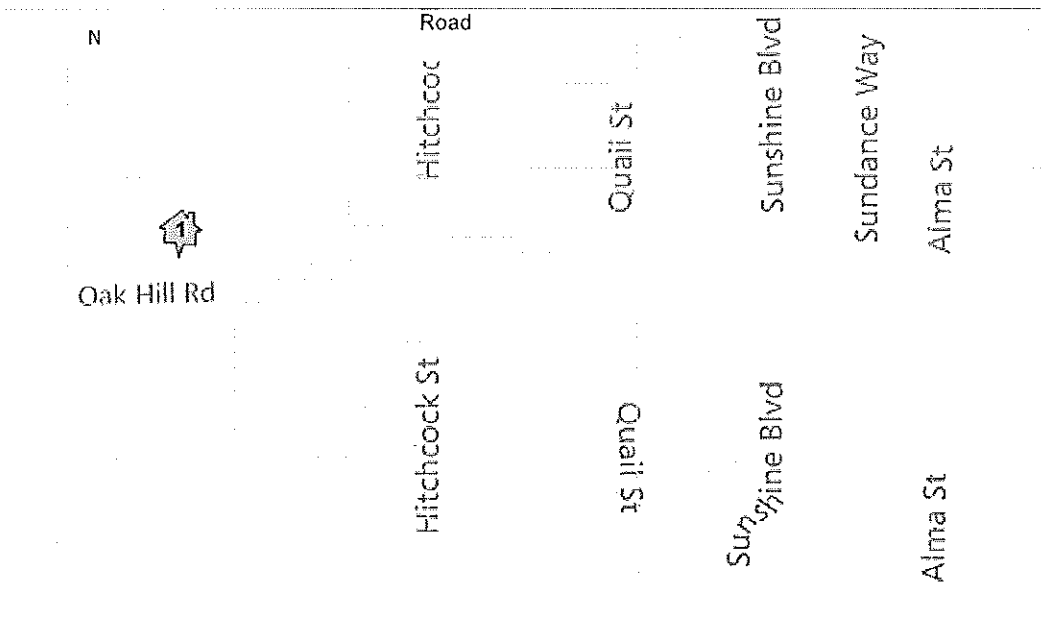 N
Road
Hitchcoc
Quail St
Sunshine Blvd
Sundance Way
Alma St
1
Oak Hill Rd
Hitchcock St
Quail St
Sunshine Blvd
Alma St